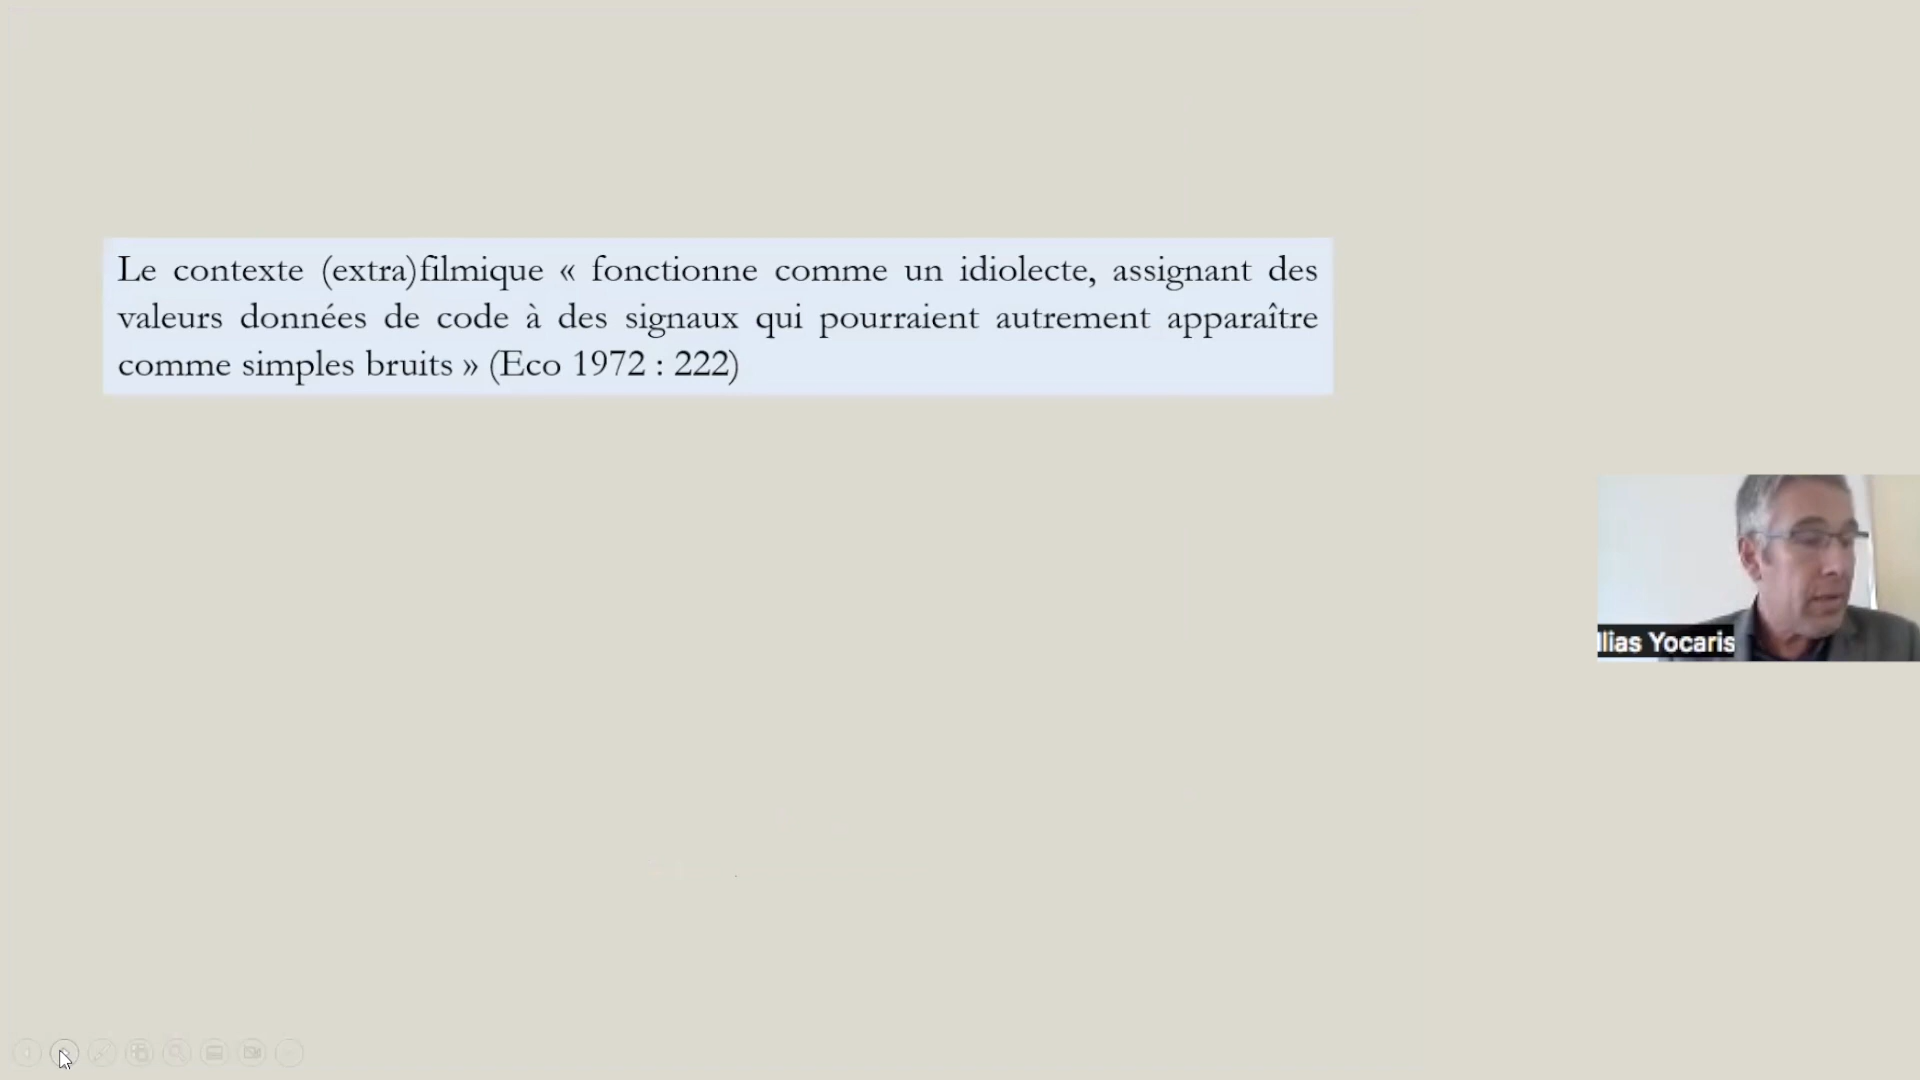 Le contexte (extra)filmique « fonctionne comme un idiolecte, assignant des
valeurs données de code à des signaux qui pourraient autrement apparaître
comme simples bruits » (Eco 1972 : 222)
Ilias Yocaris